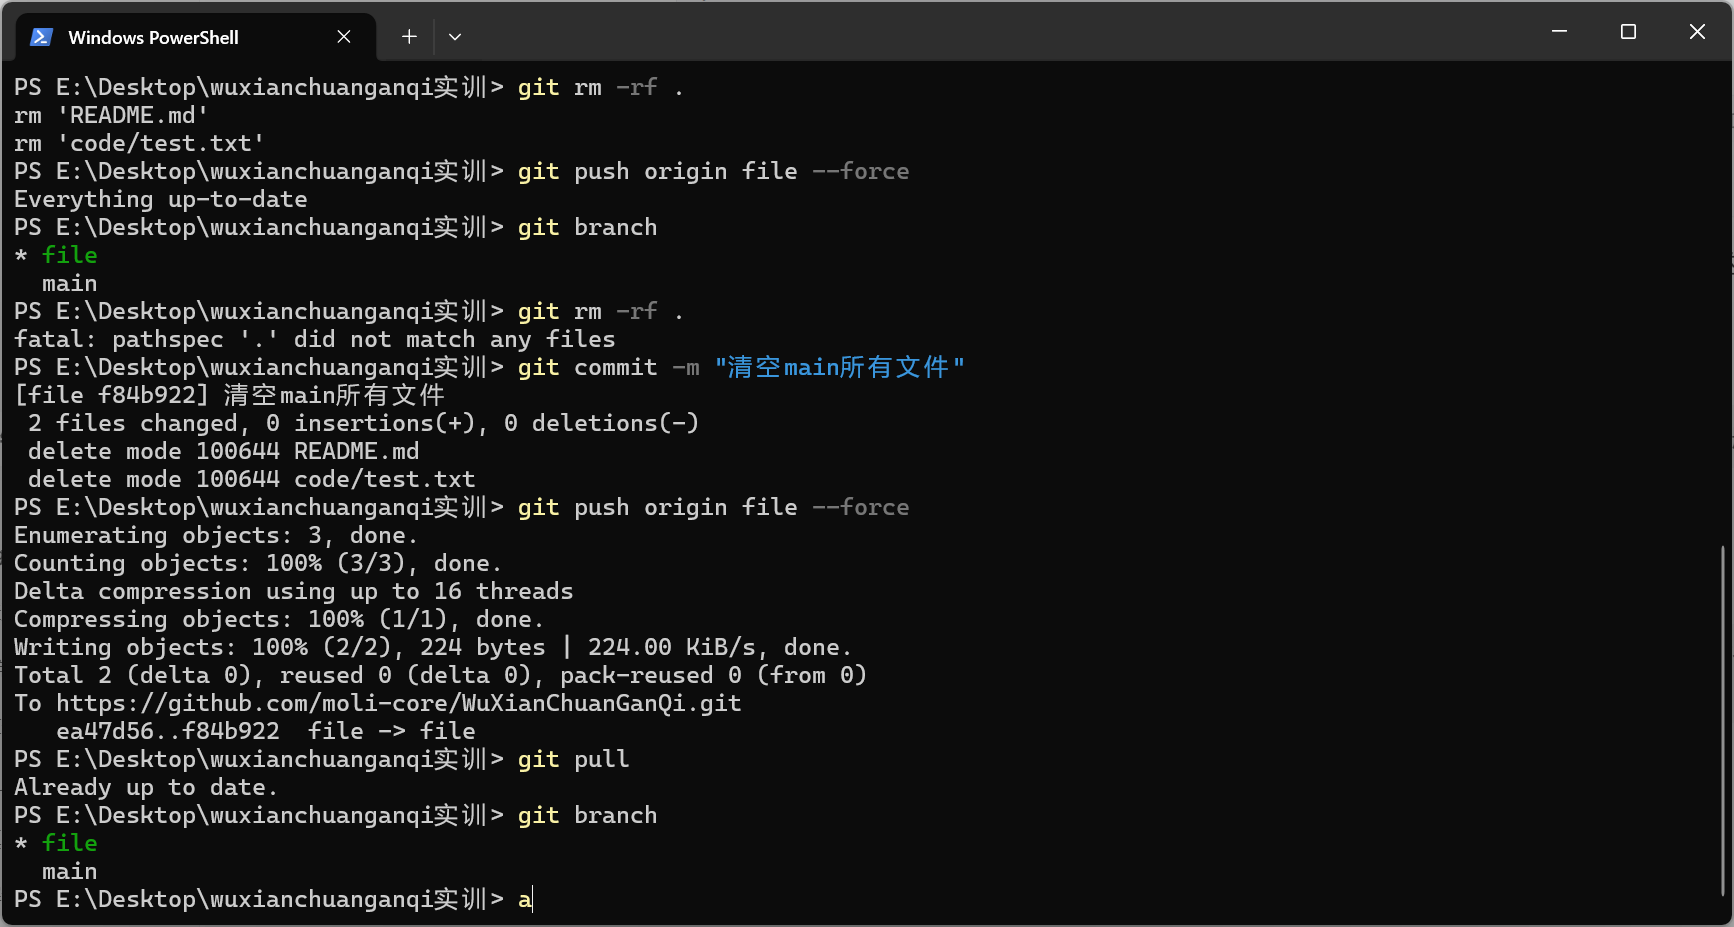 Windows PowerShell
PS E:\Desktop\wuxianchuanganqi实训> git rm -rf .
rm 'README.md'
rm 'code/test.txt'
PS E:\Desktop\wuxianchuanganqi实训> git push origin file --force
Everything up-to-date
PS E:\Desktop\wuxianchuanganqi实训> git branch
* file
  main
PS E:\Desktop\wuxianchuanganqi实训> git rm -rf .
fatal: pathspec '.' did not match any files
PS E:\Desktop\wuxianchuanganqi实训> git commit -m "清空main所有文件"
[file f84b922] 清空main所有文件
 2 files changed, 0 insertions(+), 0 deletions(-)
 delete mode 100644 README.md
 delete mode 100644 code/test.txt
PS E:\Desktop\wuxianchuanganqi实训> git push origin file --force
Enumerating objects: 3, done.
Counting objects: 100% (3/3), done.
Delta compression using up to 16 threads
Compressing objects: 100% (1/1), done.
Writing objects: 100% (2/2), 224 bytes | 224.00 KiB/s, done.
Total 2 (delta 0), reused 0 (delta 0), pack-reused 0 (from 0)
To https://github.com/moli-core/WuXianChuanGanQi.git
   ea47d56..f84b922  file -> file
PS E:\Desktop\wuxianchuanganqi实训> git pull
Already up to date.
PS E:\Desktop\wuxianchuanganqi实训> git branch
* file
  main
PS E:\Desktop\wuxianchuanganqi实训> a